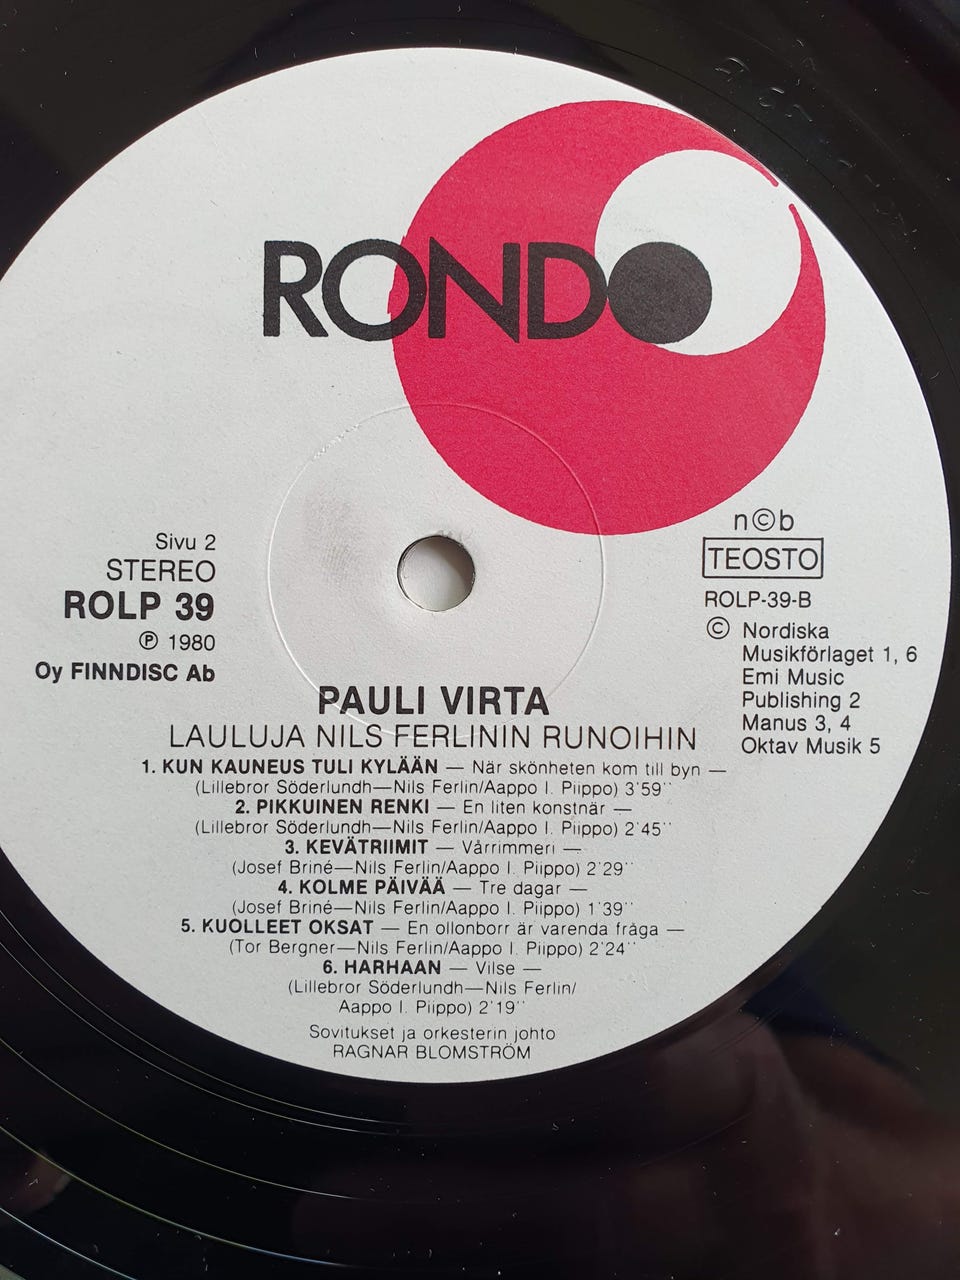 RONDO
Sivu 2
STEREO
ROLP 39
Ⓟ 1980
Oy FINNDISC Ab
n©b
TEOSTO
ROLP-39-B
© Nordiska
Musikförlaget 1, 6
Emi Music
Publishing 2
Manus 3, 4
Oktav Musik 5
PAULI VIRTA
LAULUJA NILS FERLININ RUNOIHIN
1. KUN KAUNEUS TULI KYLÄÄN — När skönheten kom till byn —
(Lillebror Söderlundh—Nils Ferlin/Aappo I. Piippo) 3'59''
2. PIKKUINEN RENKI — En liten konstnär —
(Lillebror Söderlundh—Nils Ferlin/Aappo I. Piippo) 2'45''
3. KEVÄTRIIMIT — Vårrimmeri —
(Josef Briné—Nils Ferlin/Aappo I. Piippo) 2'29''
4. KOLME PÄIVÄÄ — Tre dagar —
(Josef Briné—Nils Ferlin/Aappo I. Piippo) 1'39''
5. KUOLLEET OKSAT — En ollonborr är varenda fråga —
(Tor Bergner—Nils Ferlin/Aappo I. Piippo) 2'24''
6. HARHAAN — Vilse —
(Lillebror Söderlundh—Nils Ferlin/
Aappo I. Piippo) 2'19''
Sovitukset ja orkesterin johto
RAGNAR BLOMSTRÖM